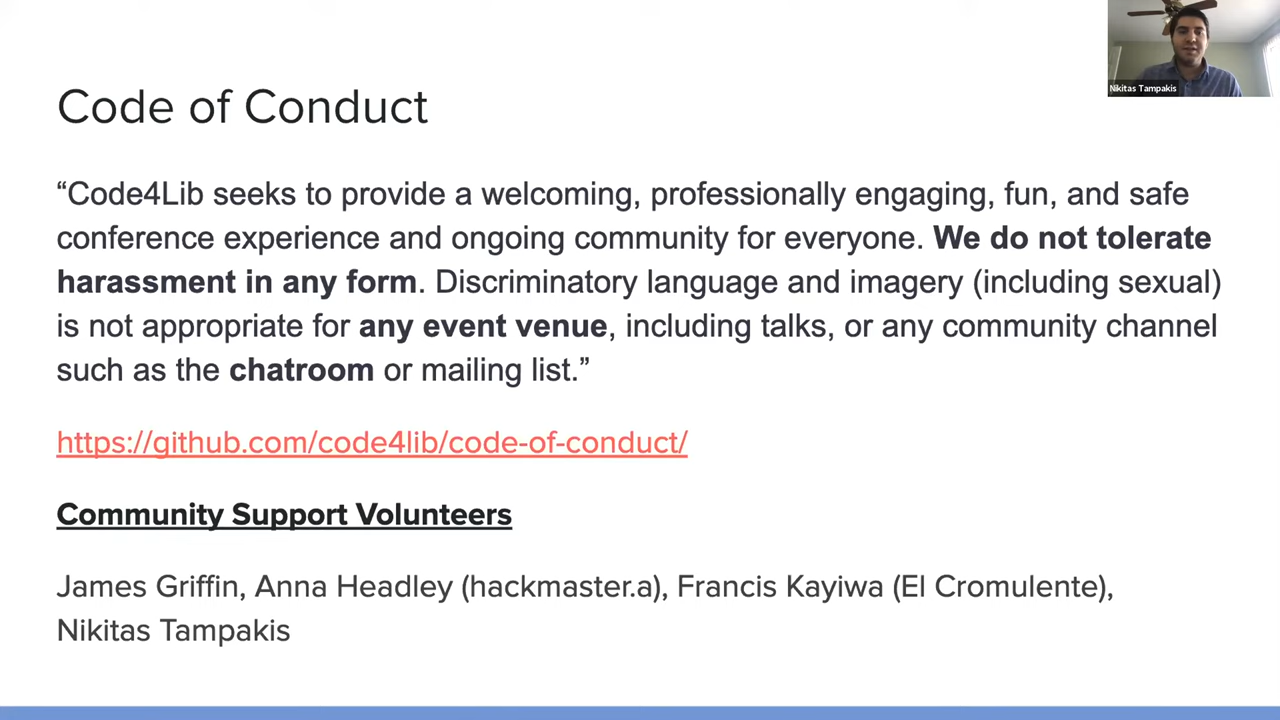 Nikitas Tampakis
Code of Conduct
“Code4Lib seeks to provide a welcoming, professionally engaging, fun, and safe
conference experience and ongoing community for everyone. We do not tolerate
harassment in any form. Discriminatory language and imagery (including sexual)
is not appropriate for any event venue, including talks, or any community channel
such as the chatroom or mailing list.”
https://github.com/code4lib/code-of-conduct/
Community Support Volunteers
James Griffin, Anna Headley (hackmaster.a), Francis Kayiwa (El Cromulente),
Nikitas Tampakis